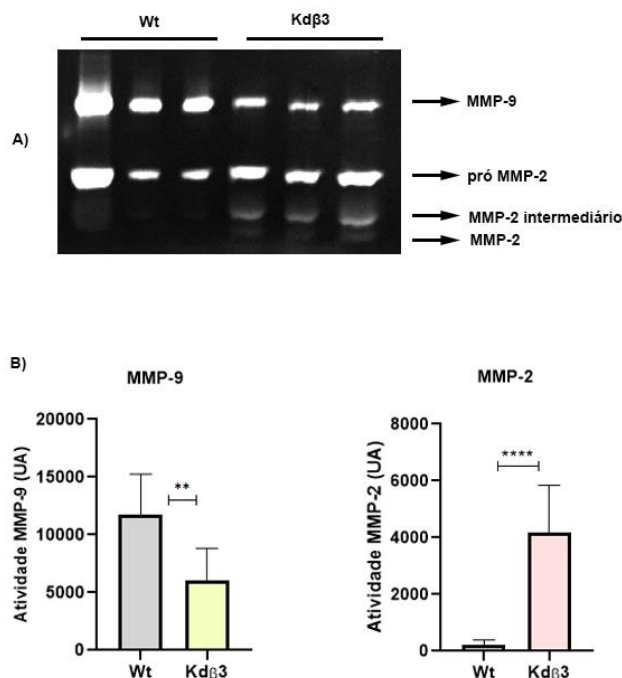 Wt Kdβ3
A)
MMP-9
pró MMP-2
MMP-2 intermediário
MMP-2
B)
MMP-9
Atividade MMP-9 (UA)
20000
15000
10000
5000
0
**
Wt Kdβ3
MMP-2
Atividade MMP-2 (UA)
8000
6000
4000
2000
0
****
Wt Kdβ3